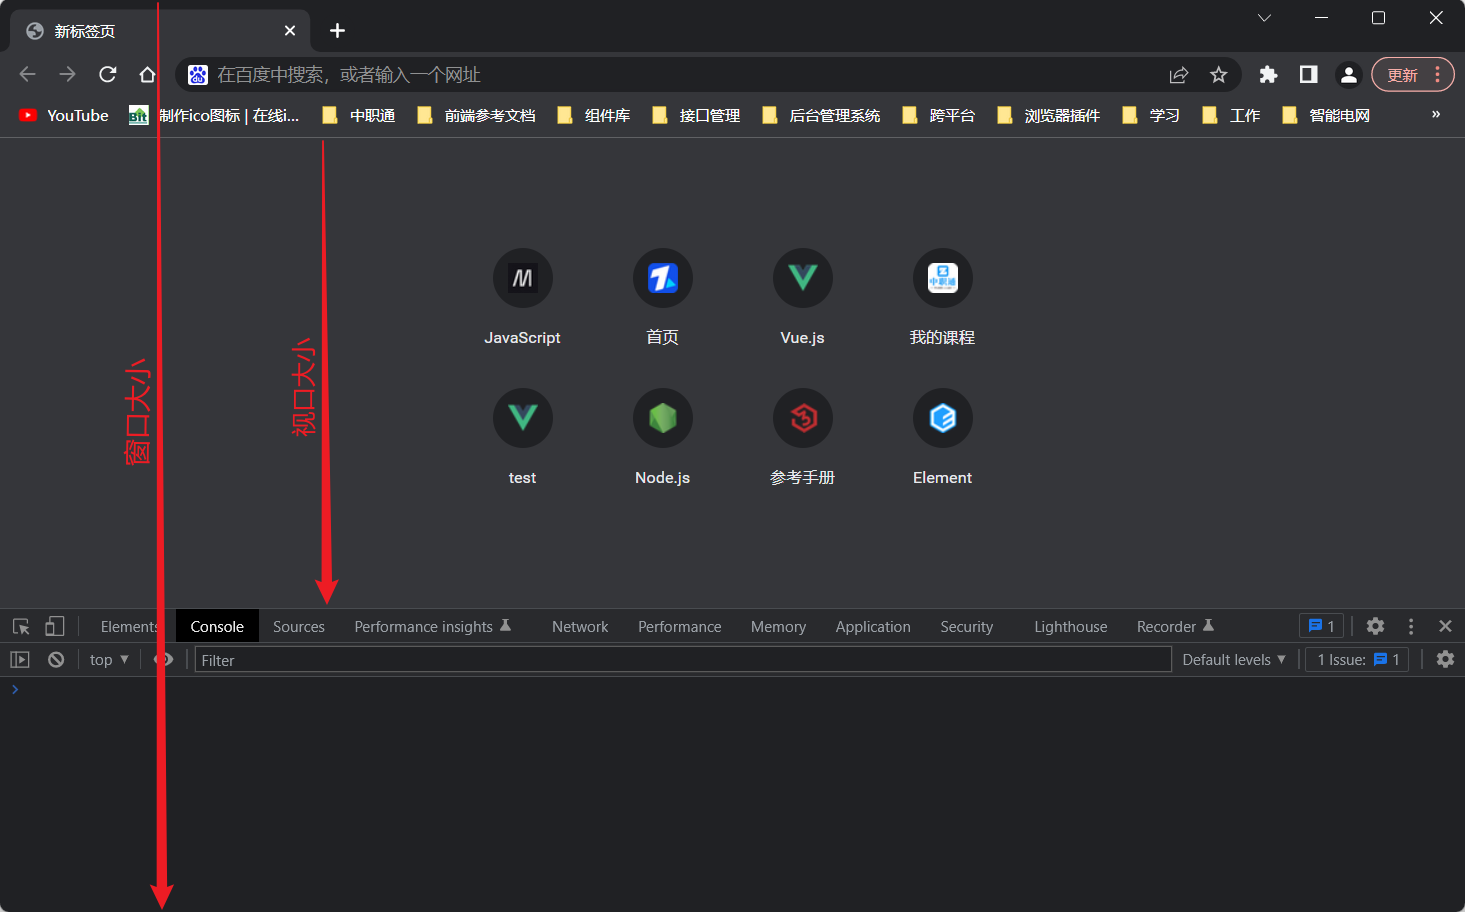 新标签页
在百度中搜索，或者输入一个网址
更新
YouTube
制作ico图标 | 在线i...
中职通
前端参考文档
组件库
接口管理
后台管理系统
跨平台
浏览器插件
学习
工作
智能电网
»
JavaScript
首页
Vue.js
我的课程
窗口大小
视口大小
test
Node.js
参考手册
Element
Elements
Console
Sources
Performance insights
Network
Performance
Memory
Application
Security
Lighthouse
Recorder
1
top
Filter
Default levels
1 Issue:
1